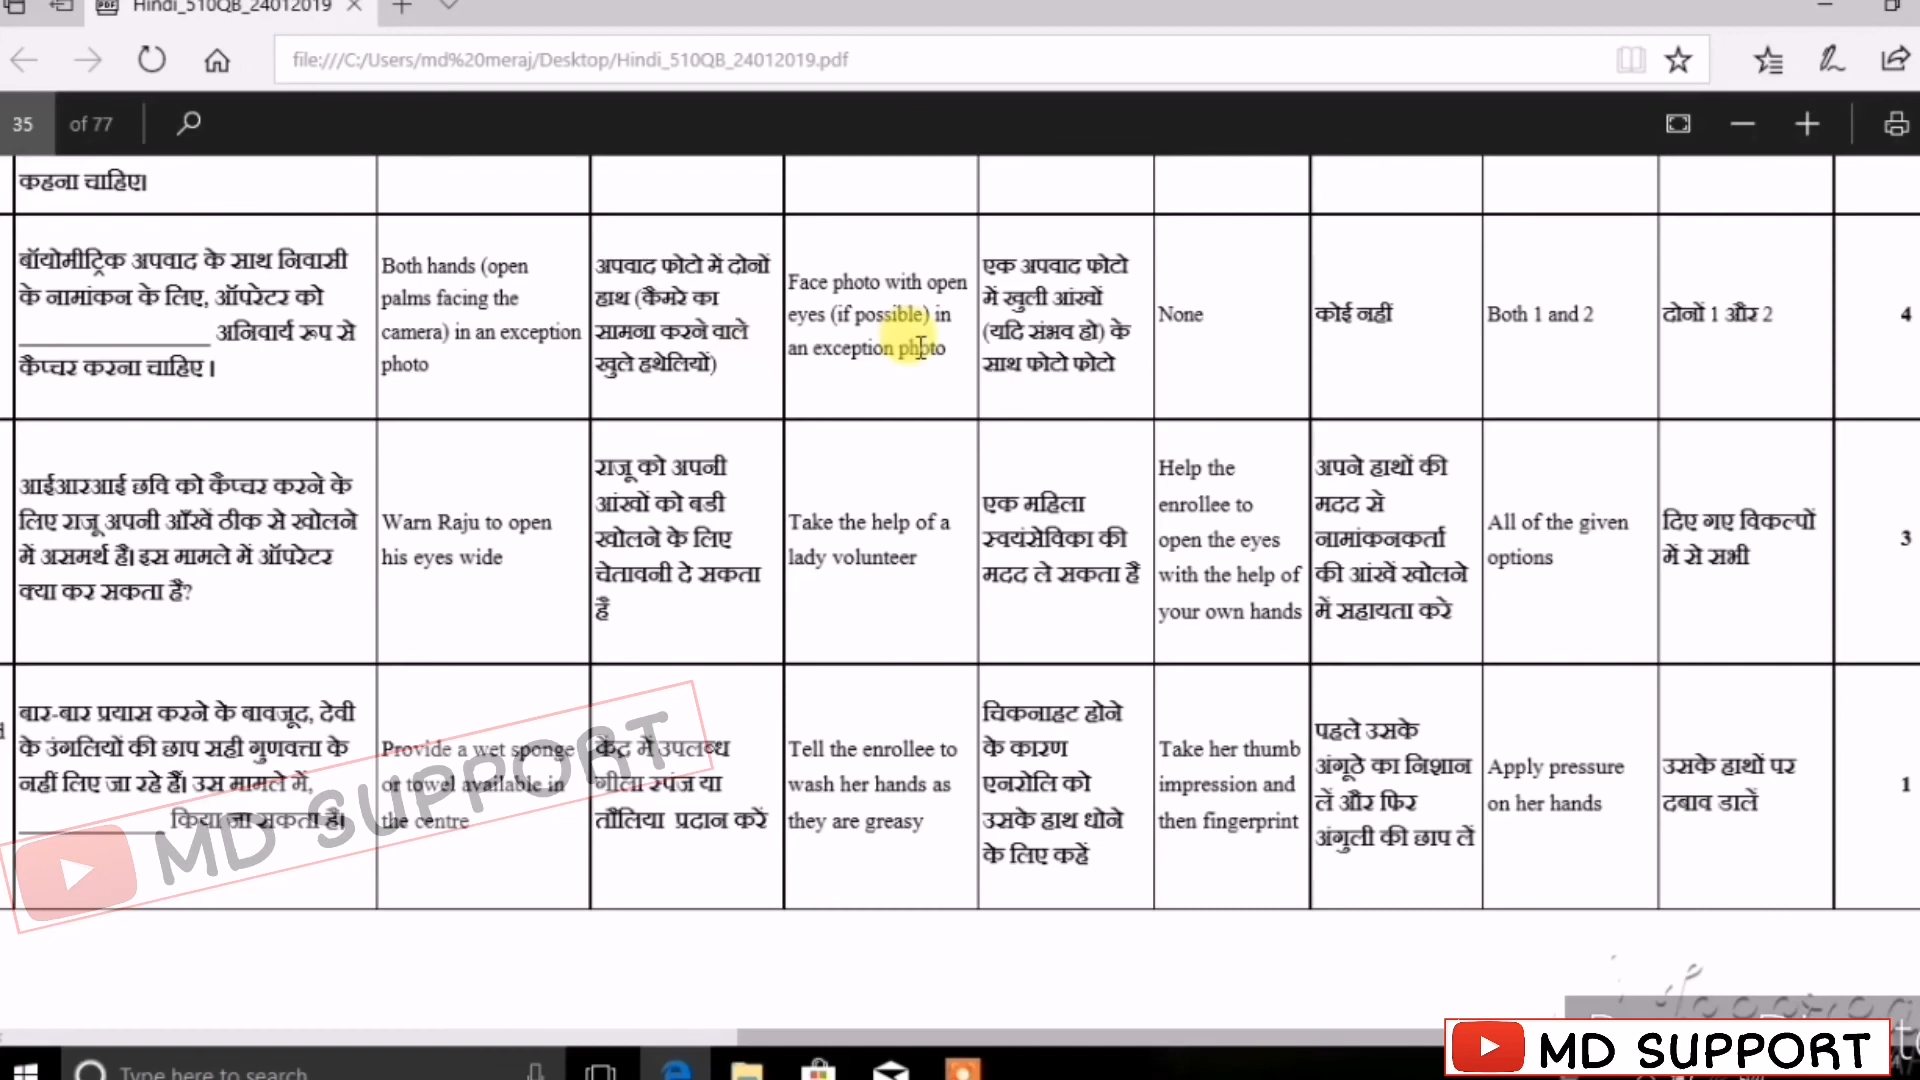 Hindi_510QB_24012019
file:///C:/Users/md%20meraj/Desktop/Hindi_510QB_24012019.pdf
35 of 77
कहना चाहिए।
बॉयोमीट्रिक अपवाद के साथ निवासी
के नामांकन के लिए, ऑपरेटर को
________________ अनिवार्य रूप से
कैप्चर करना चाहिए ।
Both hands (open
palms facing the
camera) in an exception
photo
अपवाद फोटो में दोनों
हाथ (कैमरे का
सामना करने वाले
खुले हथेलियों)
Face photo with open
eyes (if possible) in
an exception photo
एक अपवाद फोटो
में खुली आंखों
(यदि संभव हो) के
साथ फोटो फोटो
None
कोई नहीं
Both 1 and 2
दोनों 1 और 2
4
आईआरआई छवि को कैप्चर करने के
लिए राजू अपनी आँखें ठीक से खोलने
में असमर्थ है। इस मामले में ऑपरेटर
क्या कर सकता है?
Warn Raju to open
his eyes wide
राजू को अपनी
आंखों को बडी
खोलने के लिए
चेतावनी दे सकता
है
Take the help of a
lady volunteer
एक महिला
स्वयंसेविका की
मदद ले सकता है
Help the
enrollee to
open the eyes
with the help of
your own hands
अपने हाथों की
मदद से
नामांकनकर्ता
की आंखें खोलने
में सहायता करे
All of the given
options
दिए गए विकल्पों
में से सभी
3
बार-बार प्रयास करने के बावजूद, देवी
के उंगलियों की छाप सही गुणवत्ता के
नहीं लिए जा रहे हैं। उस मामले में,
____________ किया जा सकता है।
Provide a wet sponge
or towel available in
the centre
केंद्र में उपलब्ध
गीला स्पंज या
तौलिया प्रदान करें
Tell the enrollee to
wash her hands as
they are greasy
चिकनाहट होने
के कारण
एनरोलि को
उसके हाथ धोने
के लिए कहें
Take her thumb
impression and
then fingerprint
पहले उसके
अंगूठे का निशान
लें और फिर
अंगुली की छाप लें
Apply pressure
on her hands
उसके हाथों पर
दबाव डालें
1
MD SUPPORT
MD SUPPORT
Type here to search